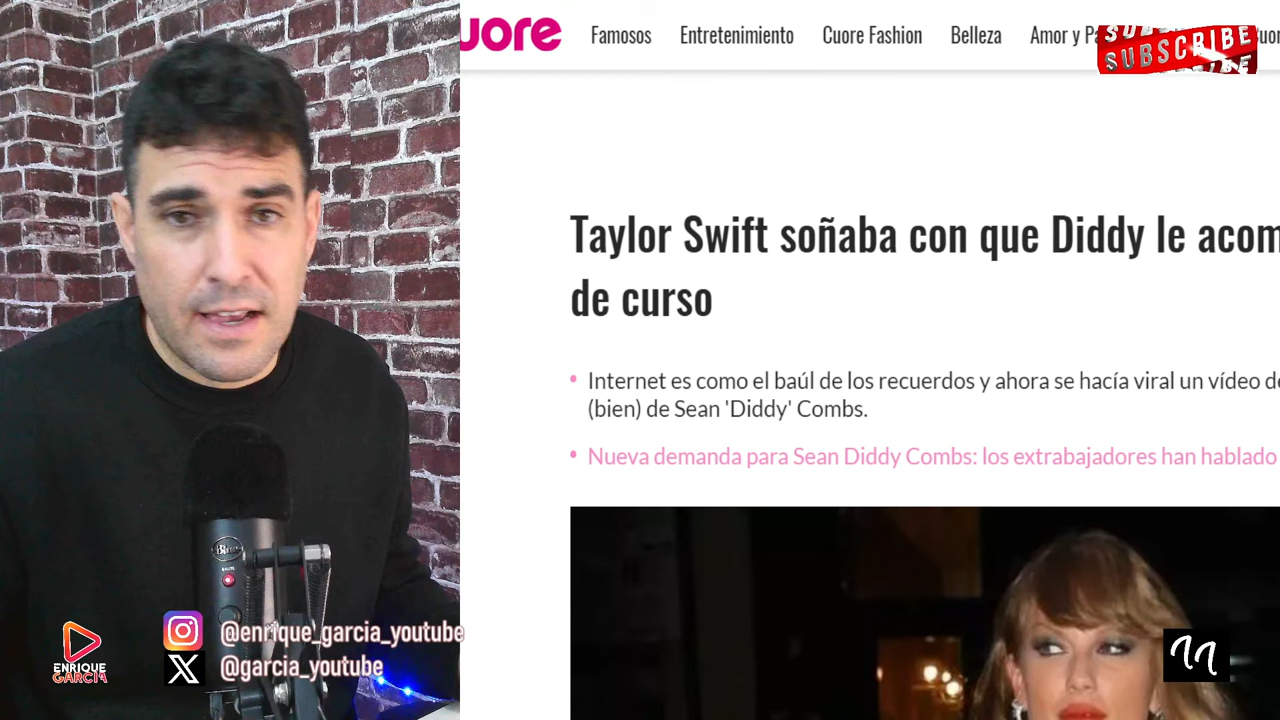 uore
Famosos Entretenimiento Cuore Fashion Belleza Amor y
SUBSCRIBE
Taylor Swift soñaba con que Diddy le
de curso
Internet es como el baúl de los recuerdos y ahora se hacía viral un vídeo
(bien) de Sean 'Diddy' Combs.
Nueva demanda para Sean Diddy Combs: los extrabajadores han hablado
@enrique_garcia_youtube
@garcia_youtube
ENRIQUE
GARCIA